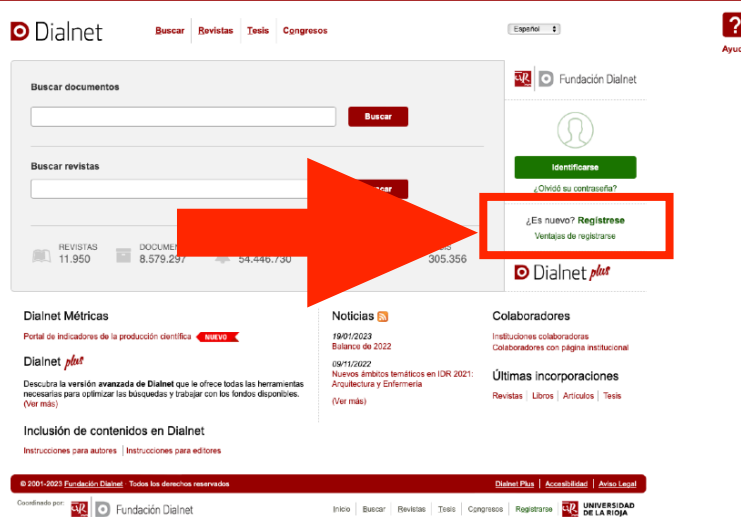 Dialnet
Buscar Revistas Tesis Congresos
Español
Buscar documentos
Buscar
Fundación Dialnet
Identificarse
¿Olvidó su contraseña?
Buscar revistas
¿Es nuevo? Regístrese
Ventajas de registrarse
REVISTAS
11.950
8.579.297
54.446.730
305.356
Dialnet plus
Dialnet Métricas
Portal de indicadores de la producción científica NUEVO
Dialnet plus
Descubra la versión avanzada de Dialnet que le ofrece todas las herramientas
necesarias para optimizar las búsquedas y trabajar con los fondos disponibles.
(Ver más)
Inclusión de contenidos en Dialnet
Instrucciones para autores Instrucciones para editores
Noticias
19/01/2023
Balance de 2022
09/11/2022
Nuevos ámbitos temáticos en IDR 2021:
Arquitectura y Enfermería
(Ver más)
Colaboradores
Instituciones colaboradoras
Colaboradores con página institucional
Últimas incorporaciones
Revistas Libros Artículos Tesis
© 2001-2023 Fundación Dialnet · Todos los derechos reservados
Dialnet Plus Accesibilidad Aviso Legal
Coordinado por:
Fundación Dialnet
Inicio Buscar Revistas Tesis Congresos Registrarse
UNIVERSIDAD
DE LA RIOJA